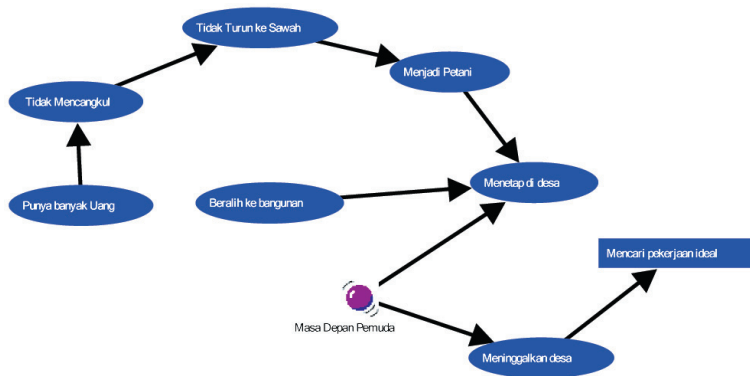 Tidak Turun ke Sawah
Menjadi Petani
Tidak Mencangkul
Menetap di desa
Punya banyak Uang
Beralih ke bangunan
Mencari pekerjaan ideal
Masa Depan Pemuda
Meninggalkan desa